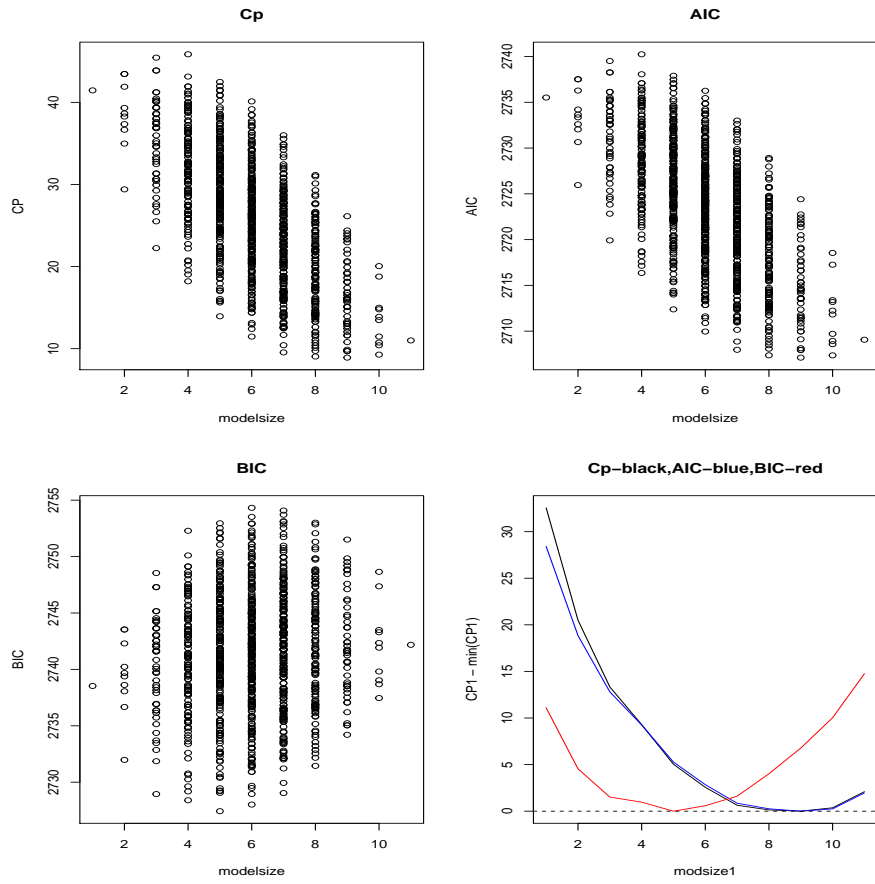 Cp
CP
40
30
20
10
2 4 6 8 10
modelsize
AIC
AIC
2740
2735
2730
2725
2720
2715
2710
2 4 6 8 10
modelsize
BIC
BIC
2755
2750
2745
2740
2735
2730
2 4 6 8 10
modelsize
Cp−black,AIC−blue,BIC−red
CP1 − min(CP1)
30
25
20
15
10
5
0
2 4 6 8 10
modsize1